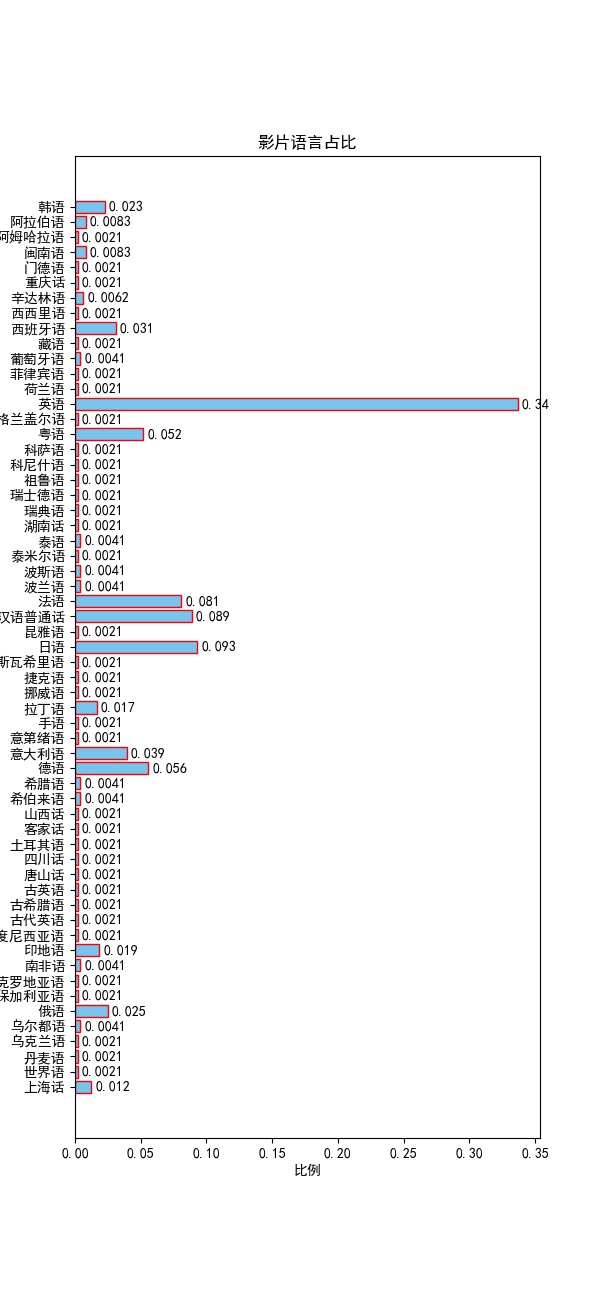 影片语言占比
韩语 0.023
阿拉伯语 0.0083
阿姆哈拉语 0.0021
闽南语 0.0083
门德语 0.0021
重庆话 0.0021
辛达林语 0.0062
西西里语 0.0021
西班牙语 0.031
藏语 0.0021
葡萄牙语 0.0041
菲律宾语 0.0021
荷兰语 0.0021
英语 0.34
格兰盖尔语 0.0021
粤语 0.052
科萨语 0.0021
科尼什语 0.0021
祖鲁语 0.0021
瑞士德语 0.0021
瑞典语 0.0021
湖南话 0.0021
泰语 0.0041
泰米尔语 0.0021
波斯语 0.0041
波兰语 0.0041
法语 0.081
汉语普通话 0.089
昆雅语 0.0021
日语 0.093
斯瓦希里语 0.0021
捷克语 0.0021
挪威语 0.0021
拉丁语 0.017
手语 0.0021
意第绪语 0.0021
意大利语 0.039
德语 0.056
希腊语 0.0041
希伯来语 0.0041
山西话 0.0021
客家话 0.0021
土耳其语 0.0021
四川话 0.0021
唐山话 0.0021
古英语 0.0021
古希腊语 0.0021
古代英语 0.0021
度尼西亚语 0.0021
印地语 0.019
南非语 0.0041
克罗地亚语 0.0021
保加利亚语 0.0021
俄语 0.025
乌尔都语 0.0041
乌克兰语 0.0021
丹麦语 0.0021
世界语 0.0021
上海话 0.012
0.00 0.05 0.10 0.15 0.20 0.25 0.30 0.35
比例